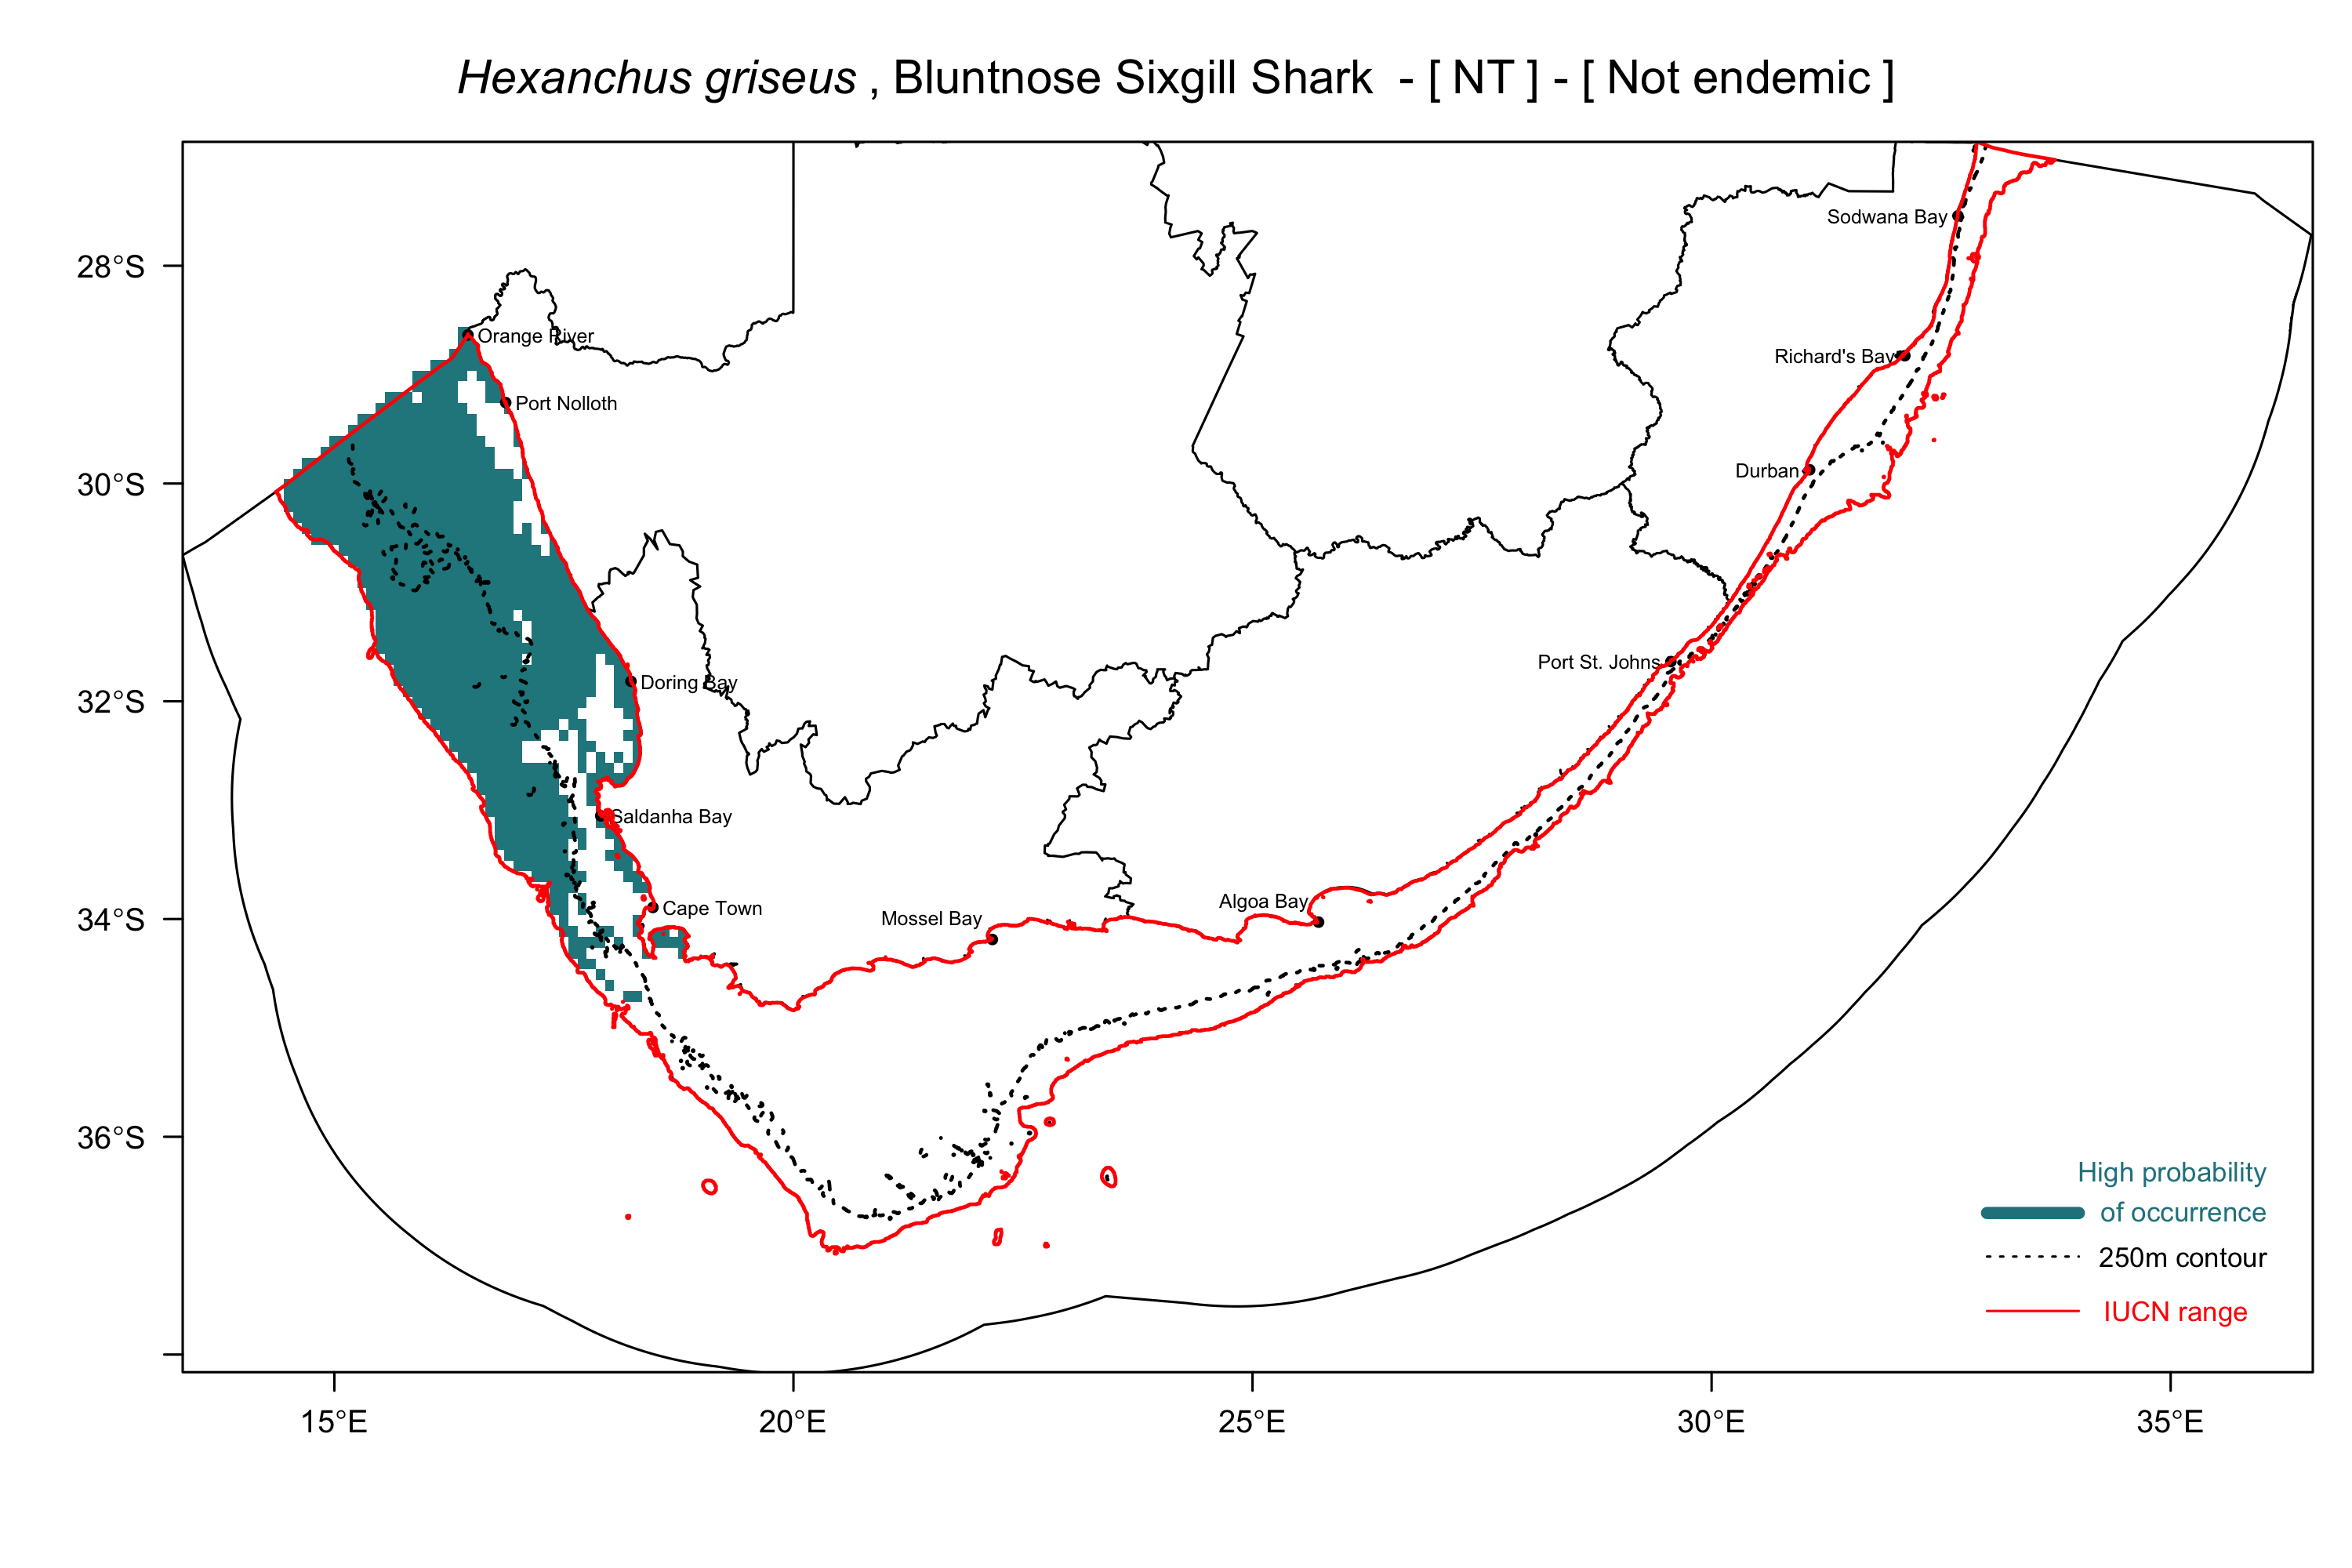 Hexanchus griseus , Bluntnose Sixgill Shark - [ NT ] - [ Not endemic ]
Sodwana Bay
28°S
Orange River
Richard's Bay
Port Nolloth
Durban
30°S
Port St. Johns
Doring Bay
32°S
Saldanha Bay
Algoa Bay
Cape Town
Mossel Bay
34°S
36°S
High probability
of occurrence
250m contour
IUCN range
15°E
20°E
25°E
30°E
35°E